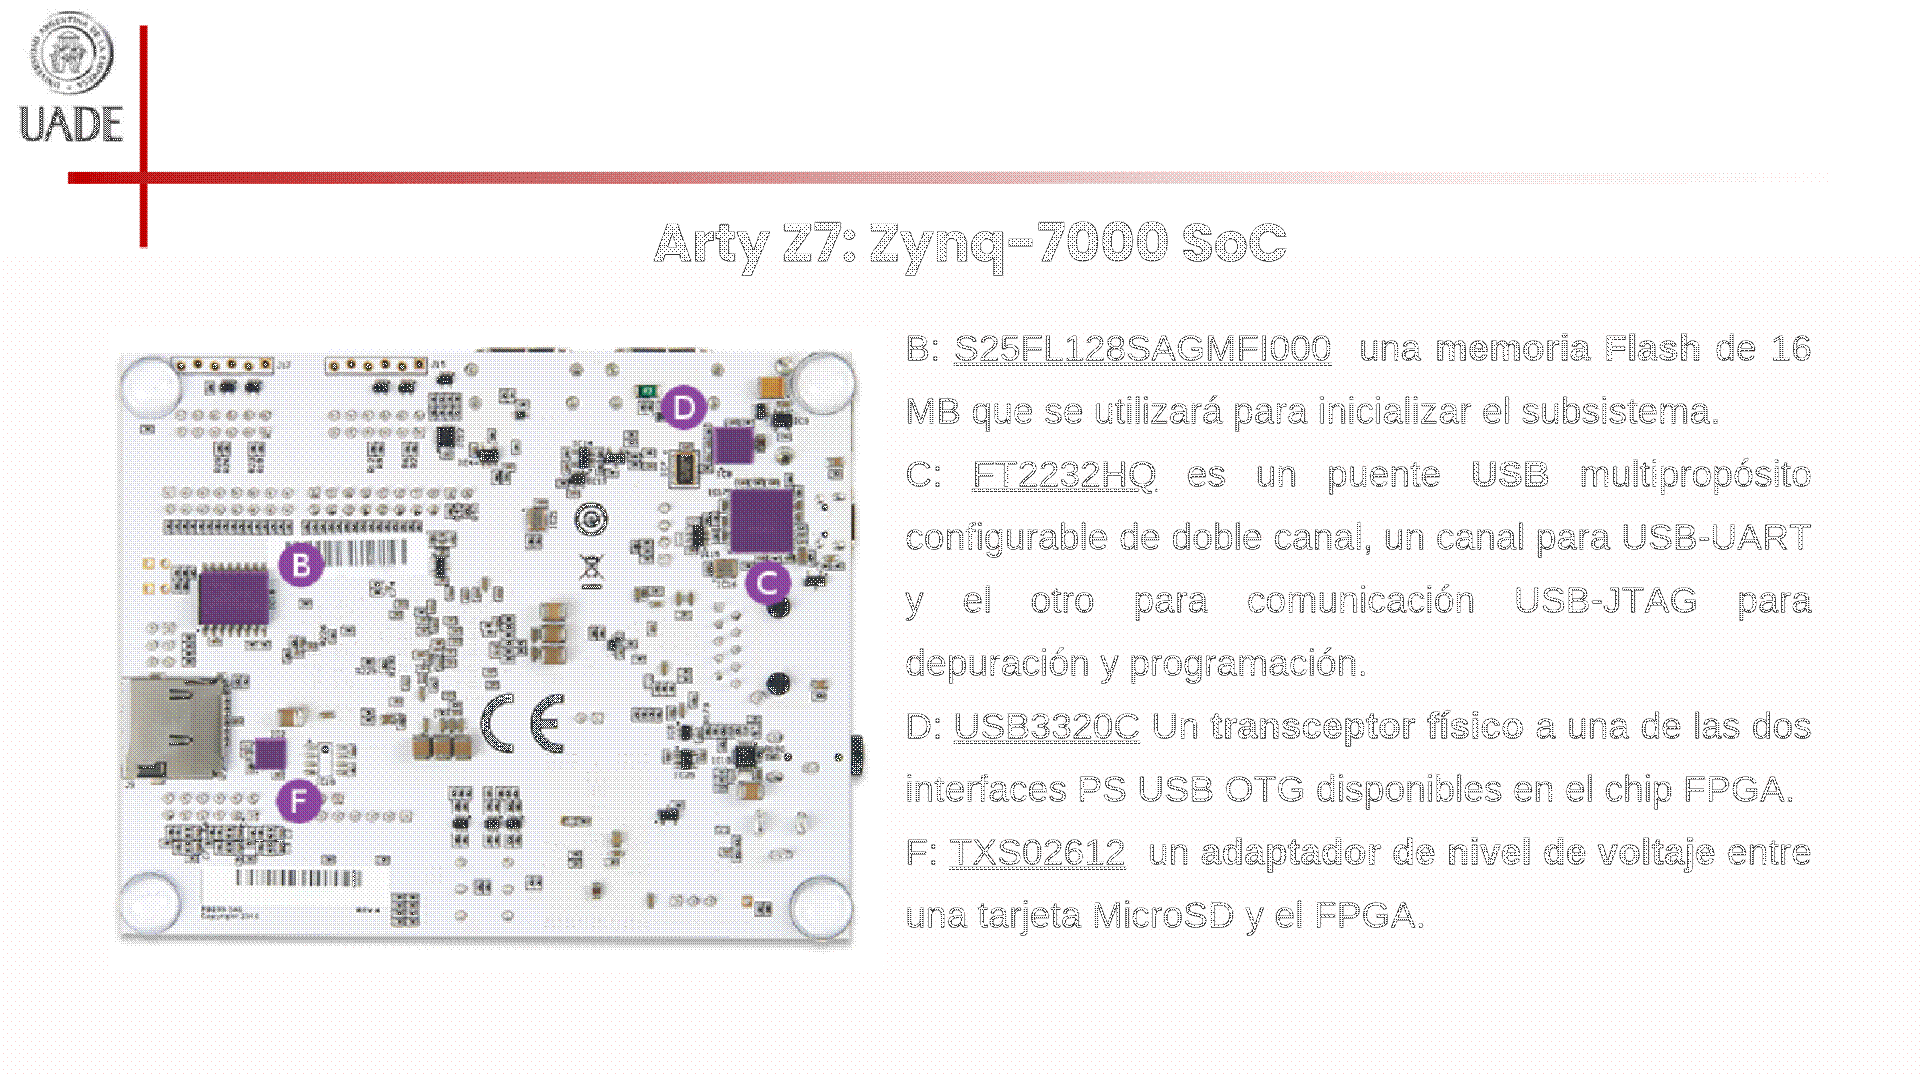 UADE
Arty Z7: Zynq-7000 SoC
B: S25FL128SAGMFI000 una memoria Flash de 16
MB que se utilizará para inicializar el subsistema.
C: FT2232HQ es un puente USB multipropósito
configurable de doble canal, un canal para USB-UART
y el otro para comunicación USB-JTAG para
depuración y programación.
D: USB3320C Un transceptor físico a una de las dos
interfaces PS USB OTG disponibles en el chip FPGA.
F: TXS02612 un adaptador de nivel de voltaje entre
una tarjeta MicroSD y el FPGA.
D
B
C
CE
F